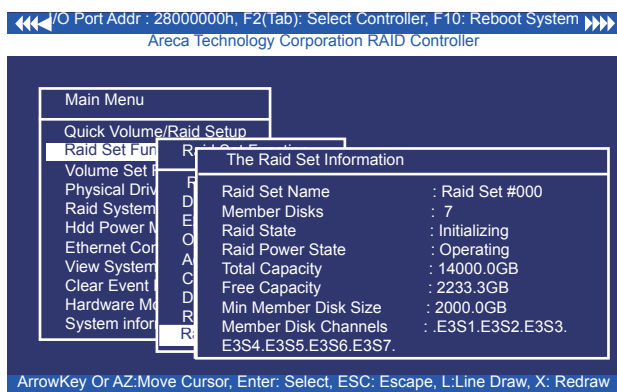 I/O Port Addr : 28000000h, F2(Tab): Select Controller, F10: Reboot System
Areca Technology Corporation RAID Controller
Main Menu
Quick Volume/Raid Setup
Raid Set Fun
Volume Set F
Physical Driv
Raid System
Hdd Power M
Ethernet Con
View System
Clear Event
Hardware Mo
System infor
Raid Set Function
R
D
E
O
A
C
D
R
Ra
The Raid Set Information
Raid Set Name : Raid Set #000
Member Disks : 7
Raid State : Initializing
Raid Power State : Operating
Total Capacity : 14000.0GB
Free Capacity : 2233.3GB
Min Member Disk Size : 2000.0GB
Member Disk Channels : .E3S1.E3S2.E3S3.
E3S4.E3S5.E3S6.E3S7.
ArrowKey Or AZ:Move Cursor, Enter: Select, ESC: Escape, L:Line Draw, X: Redraw